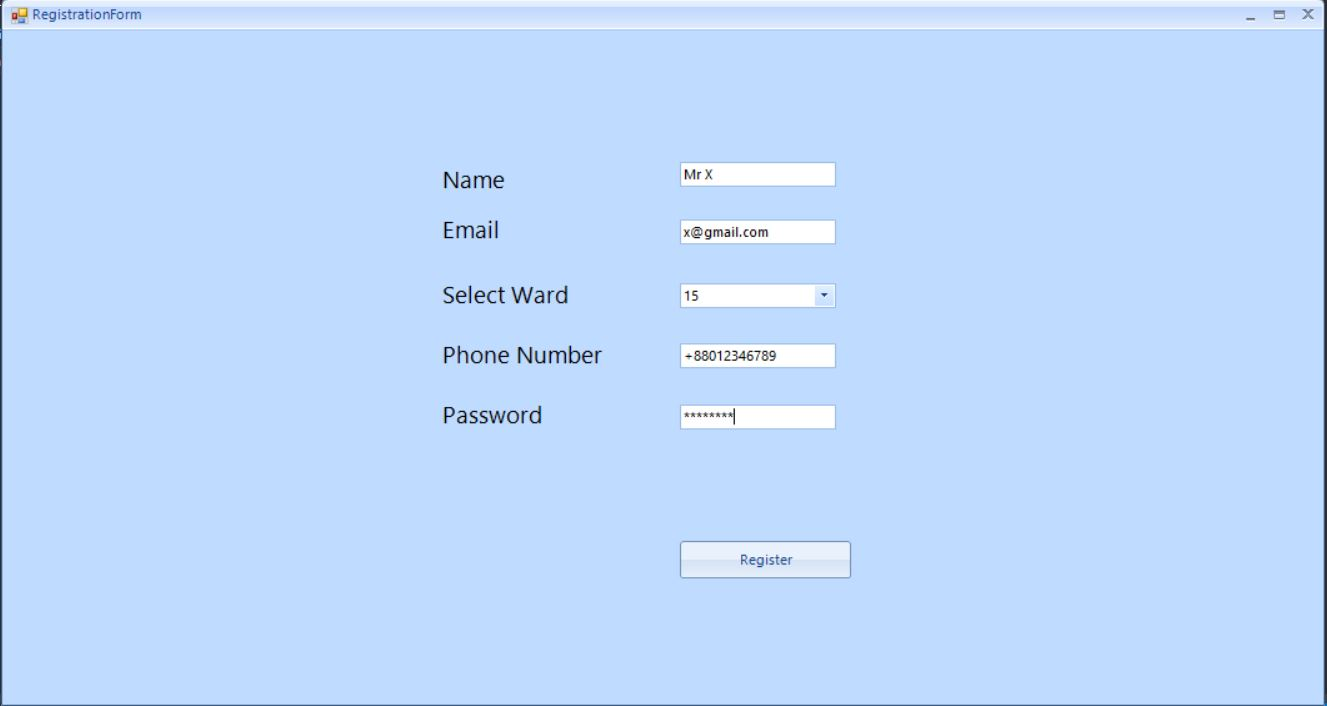 RegistrationForm
Name Mr X
Email x@gmail.com
Select Ward 15
Phone Number +88012346789
Password ********
Register